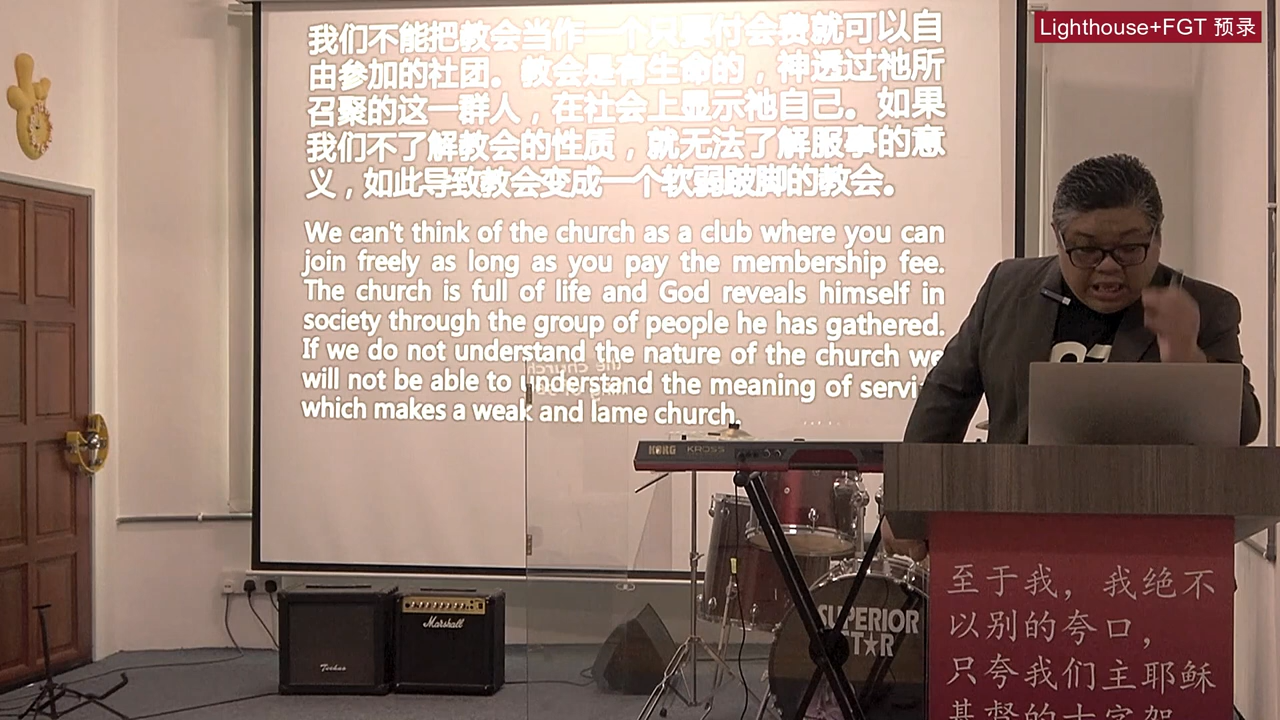 Lighthouse+FGT 预录
我们不能把教会当作一个只要付会费就可以自
由参加的社团。教会是有生命的，神透过祂所
召聚的这一群人，在社会上显示祂自己。如果
我们不了解教会的性质，就无法了解服事的意
义，如此导致教会变成一个软弱跛脚的教会。
We can't think of the church as a club where you can
join freely as long as you pay the membership fee.
The church is full of life and God reveals himself in
society through the group of people he has gathered.
If we do not understand the nature of the church we
will not be able to understand the meaning of
which makes a weak and lame church.
KORG KROSS
Marshall
SUPERIOR
至于我，我绝不
以别的夸口，
只夸我们主耶稣
基督的十字架